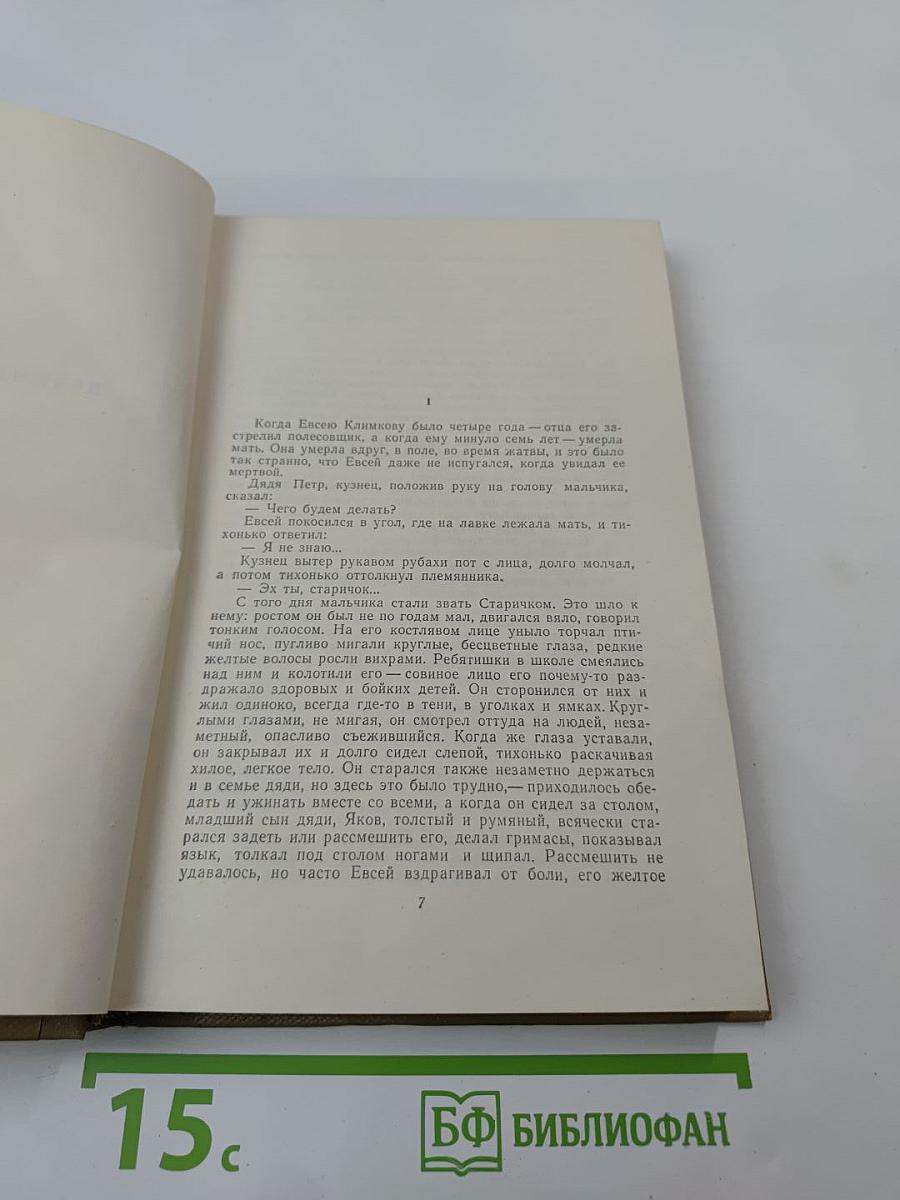 I
Когда Евсею Климкову было четыре года — отца его за-
стрелил полесовщик, а когда ему минуло семь лет — умерла
мать. Она умерла вдруг, в поле, во время жатвы, и это было
так странно, что Евсей даже не испугался, когда увидал ее
мертвой.
Дядя Петр, кузнец, положив руку на голову мальчика,
сказал:
— Чего будем делать?
Евсей покосился в угол, где на лавке лежала мать, и ти-
хонько ответил:
— Я не знаю...
Кузнец вытер рукавом рубахи пот с лица, долго молчал,
а потом тихонько оттолкнул племянника.
— Эх ты, старичок...
С того дня мальчика стали звать Старичком. Это шло к
нему: ростом он был не по годам мал, двигался вяло, говорил
тонким голосом. На его костлявом лице уныло торчал пти-
чий нос, пугливо мигали круглые, бесцветные глаза, редкие
желтые волосы росли вихрами. Ребятишки в школе смеялись
над ним и колотили его — совиное лицо его почему-то раз-
дражало здоровых и бойких детей. Он сторонился от них и
жил одиноко, всегда где-то в тени, в уголках и ямках. Круг-
лыми глазами, не мигая, он смотрел оттуда на людей, неза-
метный, опасливо съежившийся. Когда же глаза уставали,
он закрывал их и долго сидел слепой, тихонько раскачивая
хилое, легкое тело. Он старался также незаметно держаться
и в семье дяди, но здесь это было трудно,— приходилось обе-
дать и ужинать вместе со всеми, а когда он сидел за столом,
младший сын дяди, Яков, толстый и румяный, всячески ста-
рался задеть или рассмешить его, делал гримасы, показывал
язык, толкал под столом ногами и щипал. Рассмешить не
удавалось, но часто Евсей вздрагивал от боли, его желтое
7
15с
БФ БИБЛИОФАН